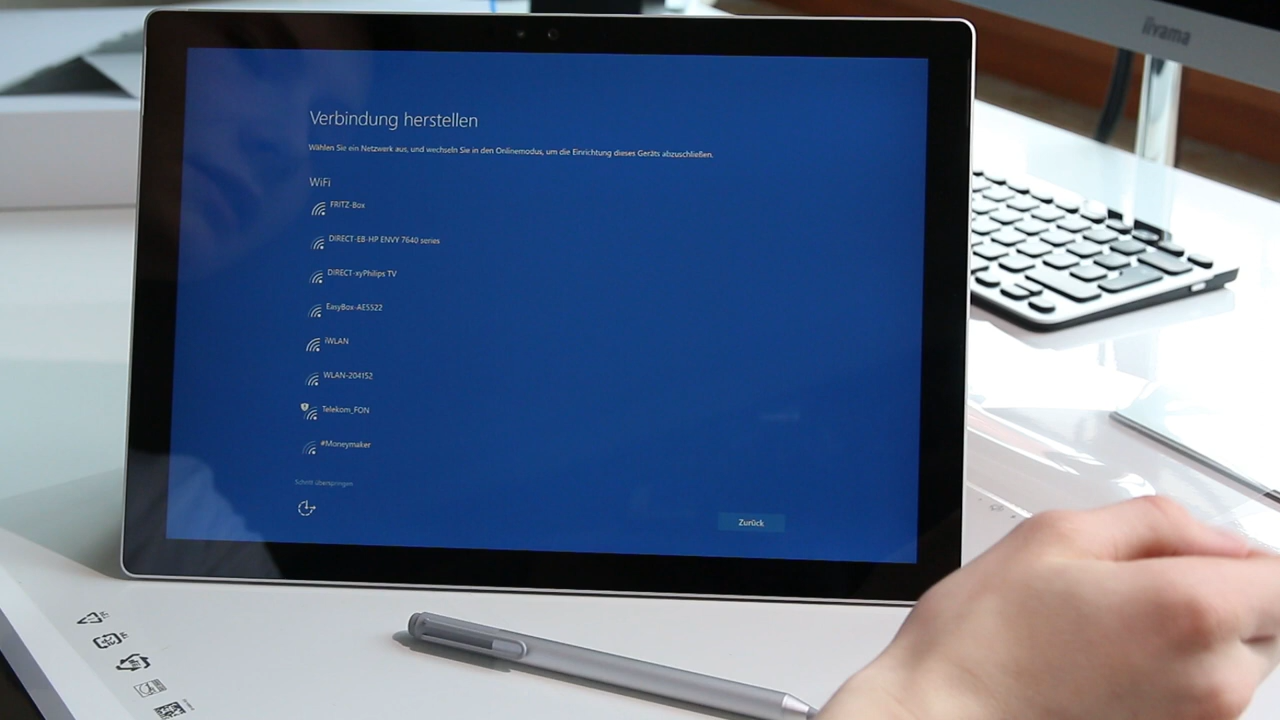 iiyama
Verbindung herstellen
Wählen Sie ein Netzwerk aus, und wechseln Sie in den Onlinemodus, um die Einrichtung dieses Geräts abzuschließen.
WiFi
FRITZ-Box
DIRECT-EB-HP ENVY 7640 series
DIRECT-xyPhilips TV
EasyBox-AE5522
iWLAN
WLAN-204152
Telekom_FON
#Moneymaker
Schritt überspringen
Zurück